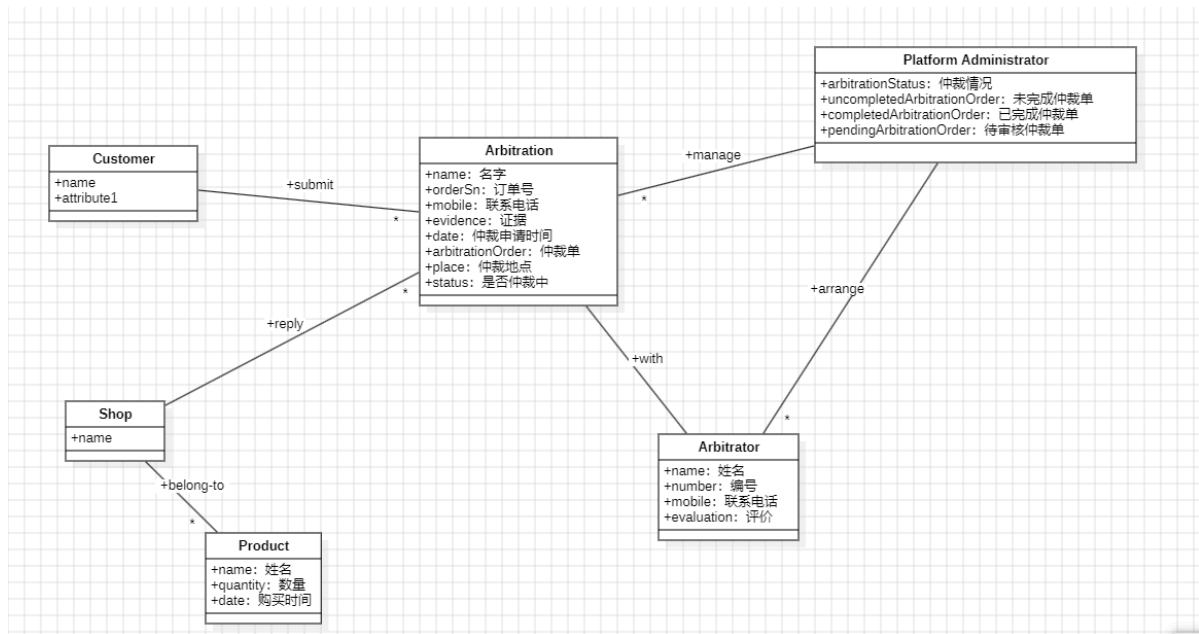 Platform Administrator
+arbitrationStatus: 仲裁情况
+uncompletedArbitrationOrder: 未完成仲裁单
+completedArbitrationOrder: 已完成仲裁单
+pendingArbitrationOrder: 待审核仲裁单
Customer
+name
+attribute1
+submit
*
Arbitration
+name: 名字
+orderSn: 订单号
+mobile: 联系电话
+evidence: 证据
+date: 仲裁申请时间
+arbitrationOrder: 仲裁单
+place: 仲裁地点
+status: 是否仲裁中
+manage
*
*
+reply
+arrange
+with
*
Shop
+name
+belong-to
*
Arbitrator
+name: 姓名
+number: 编号
+mobile: 联系电话
+evaluation: 评价
Product
+name: 姓名
+quantity: 数量
+date: 购买时间